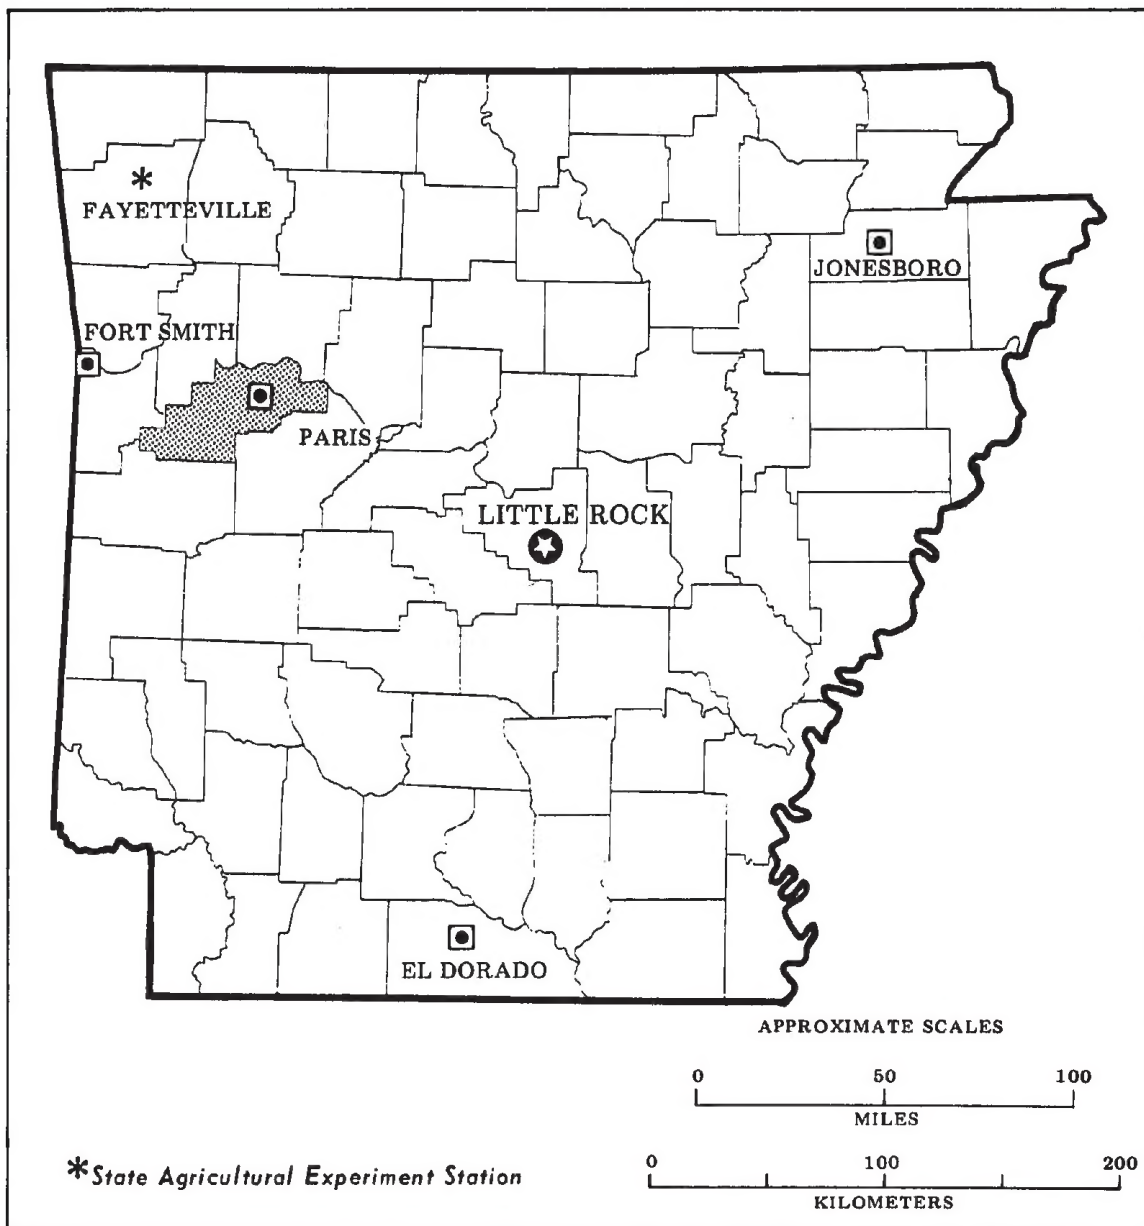 *
FAYETTEVILLE
JONESBORO
FORT SMITH
PARIS
LITTLE ROCK
EL DORADO
APPROXIMATE SCALES
0 50 100
MILES
*State Agricultural Experiment Station
0 100 200
KILOMETERS